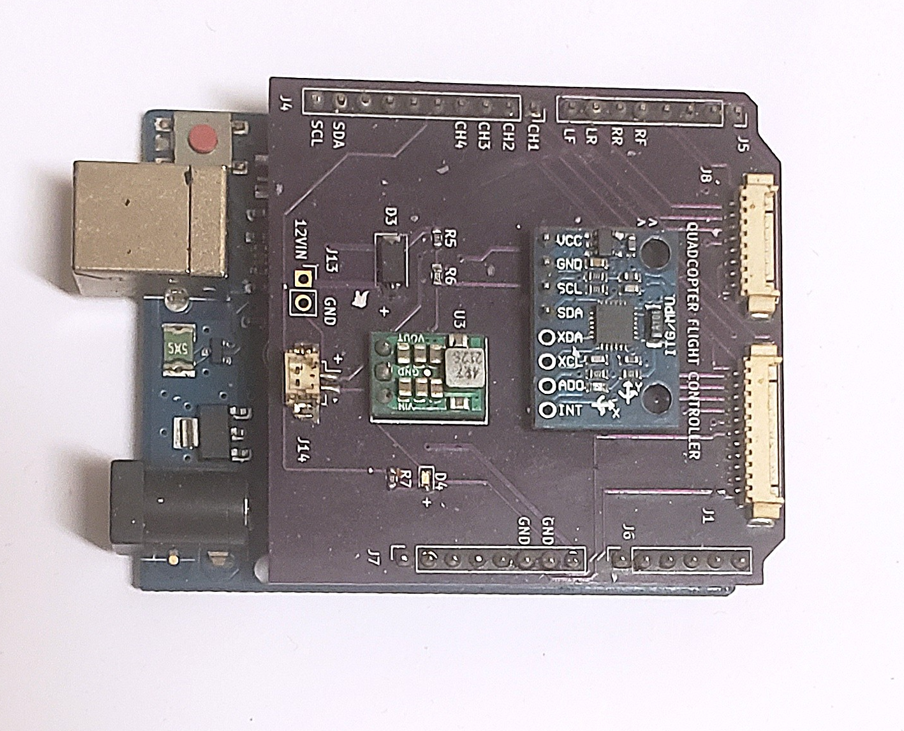 J4
SCL
SDA
CH4
CH3
CH2
CH1
LF
LR
RR
RF
J5
J8
12VIN
J13
GND
D3
+
R5
R6
QUADCOPTER FLIGHT CONTROLLER
VCC
GND
SCL
SDA
XDA
XCL
ADO
INT
U3
VOUT
GND
VIN
4R7
2126
+
J14
R7
D4
+
GND
GND
J7
J6
J1
Y
X